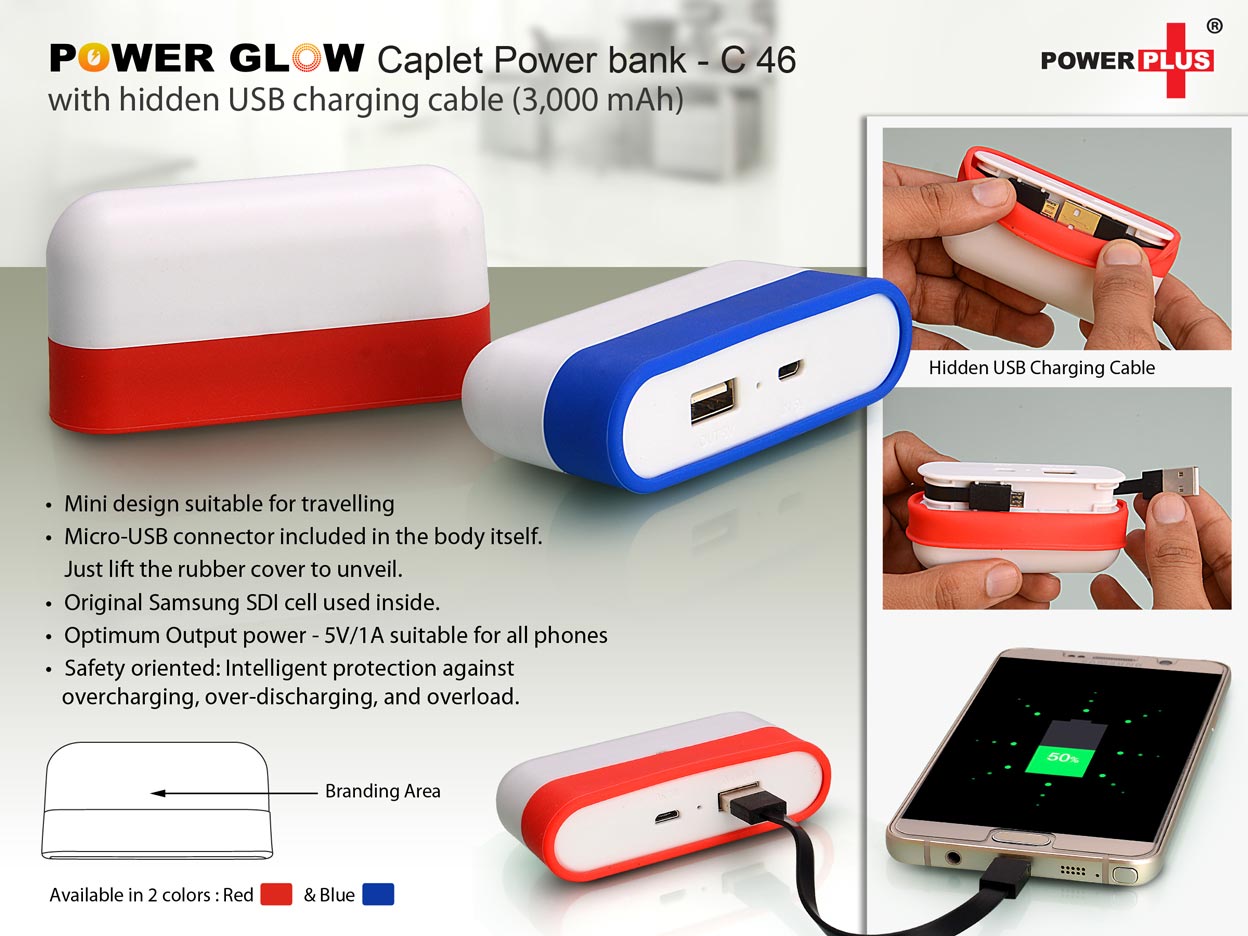 POWER GLOW Caplet Power bank - C 46
with hidden USB charging cable (3,000 mAh)
POWER PLUS ®
Hidden USB Charging Cable
• Mini design suitable for travelling
• Micro-USB connector included in the body itself.
Just lift the rubber cover to unveil.
• Original Samsung SDI cell used inside.
• Optimum Output power - 5V/1A suitable for all phones
• Safety oriented: Intelligent protection against
overcharging, over-discharging, and overload.
50%
Branding Area
Available in 2 colors : Red & Blue